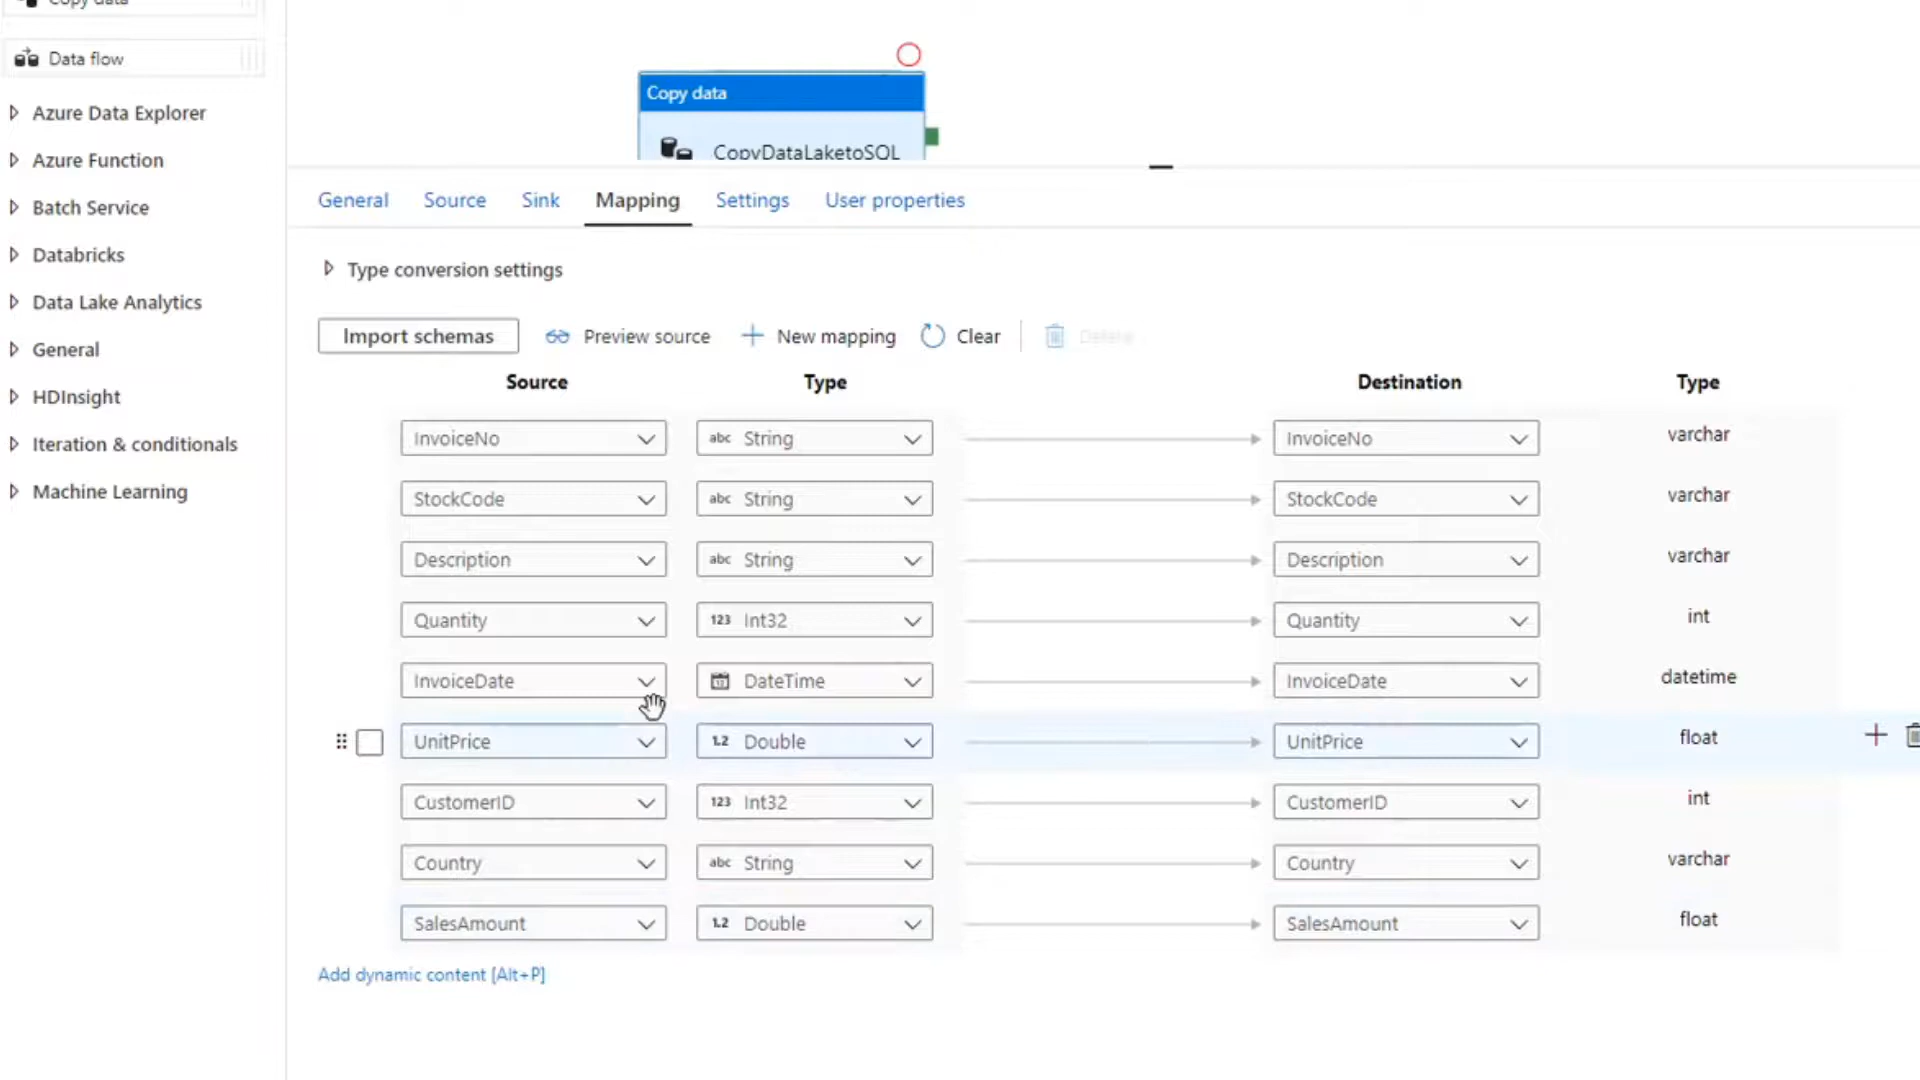 Copy data
Data flow
Azure Data Explorer
Azure Function
Batch Service
Databricks
Data Lake Analytics
General
HDInsight
Iteration & conditionals
Machine Learning
Copy data
CopyDataLaketoSQL
General Source Sink Mapping Settings User properties
Type conversion settings
Import schemas Preview source New mapping Clear Delete
Source Type Destination Type
InvoiceNo abc String InvoiceNo varchar
StockCode abc String StockCode varchar
Description abc String Description varchar
Quantity 123 Int32 Quantity int
InvoiceDate DateTime InvoiceDate datetime
UnitPrice 1.2 Double UnitPrice float
CustomerID 123 Int32 CustomerID int
Country abc String Country varchar
SalesAmount 1.2 Double SalesAmount float
Add dynamic content [Alt+P]